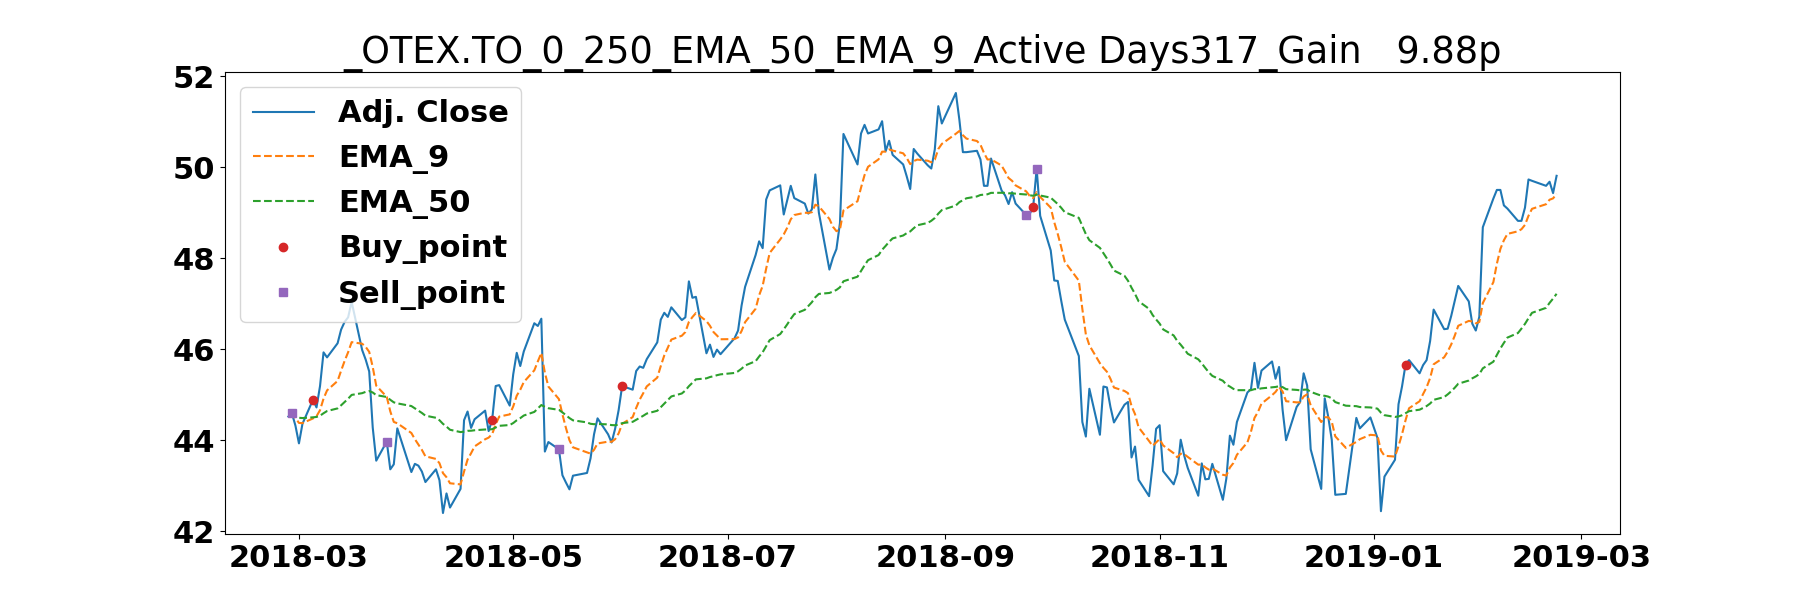 _OTEX.TO_0_250_EMA_50_EMA_9_Active Days317_Gain   9.88p
52
50
48
46
44
42
Adj. Close
EMA_9
EMA_50
Buy_point
Sell_point
2018-03 2018-05 2018-07 2018-09 2018-11 2019-01 2019-03